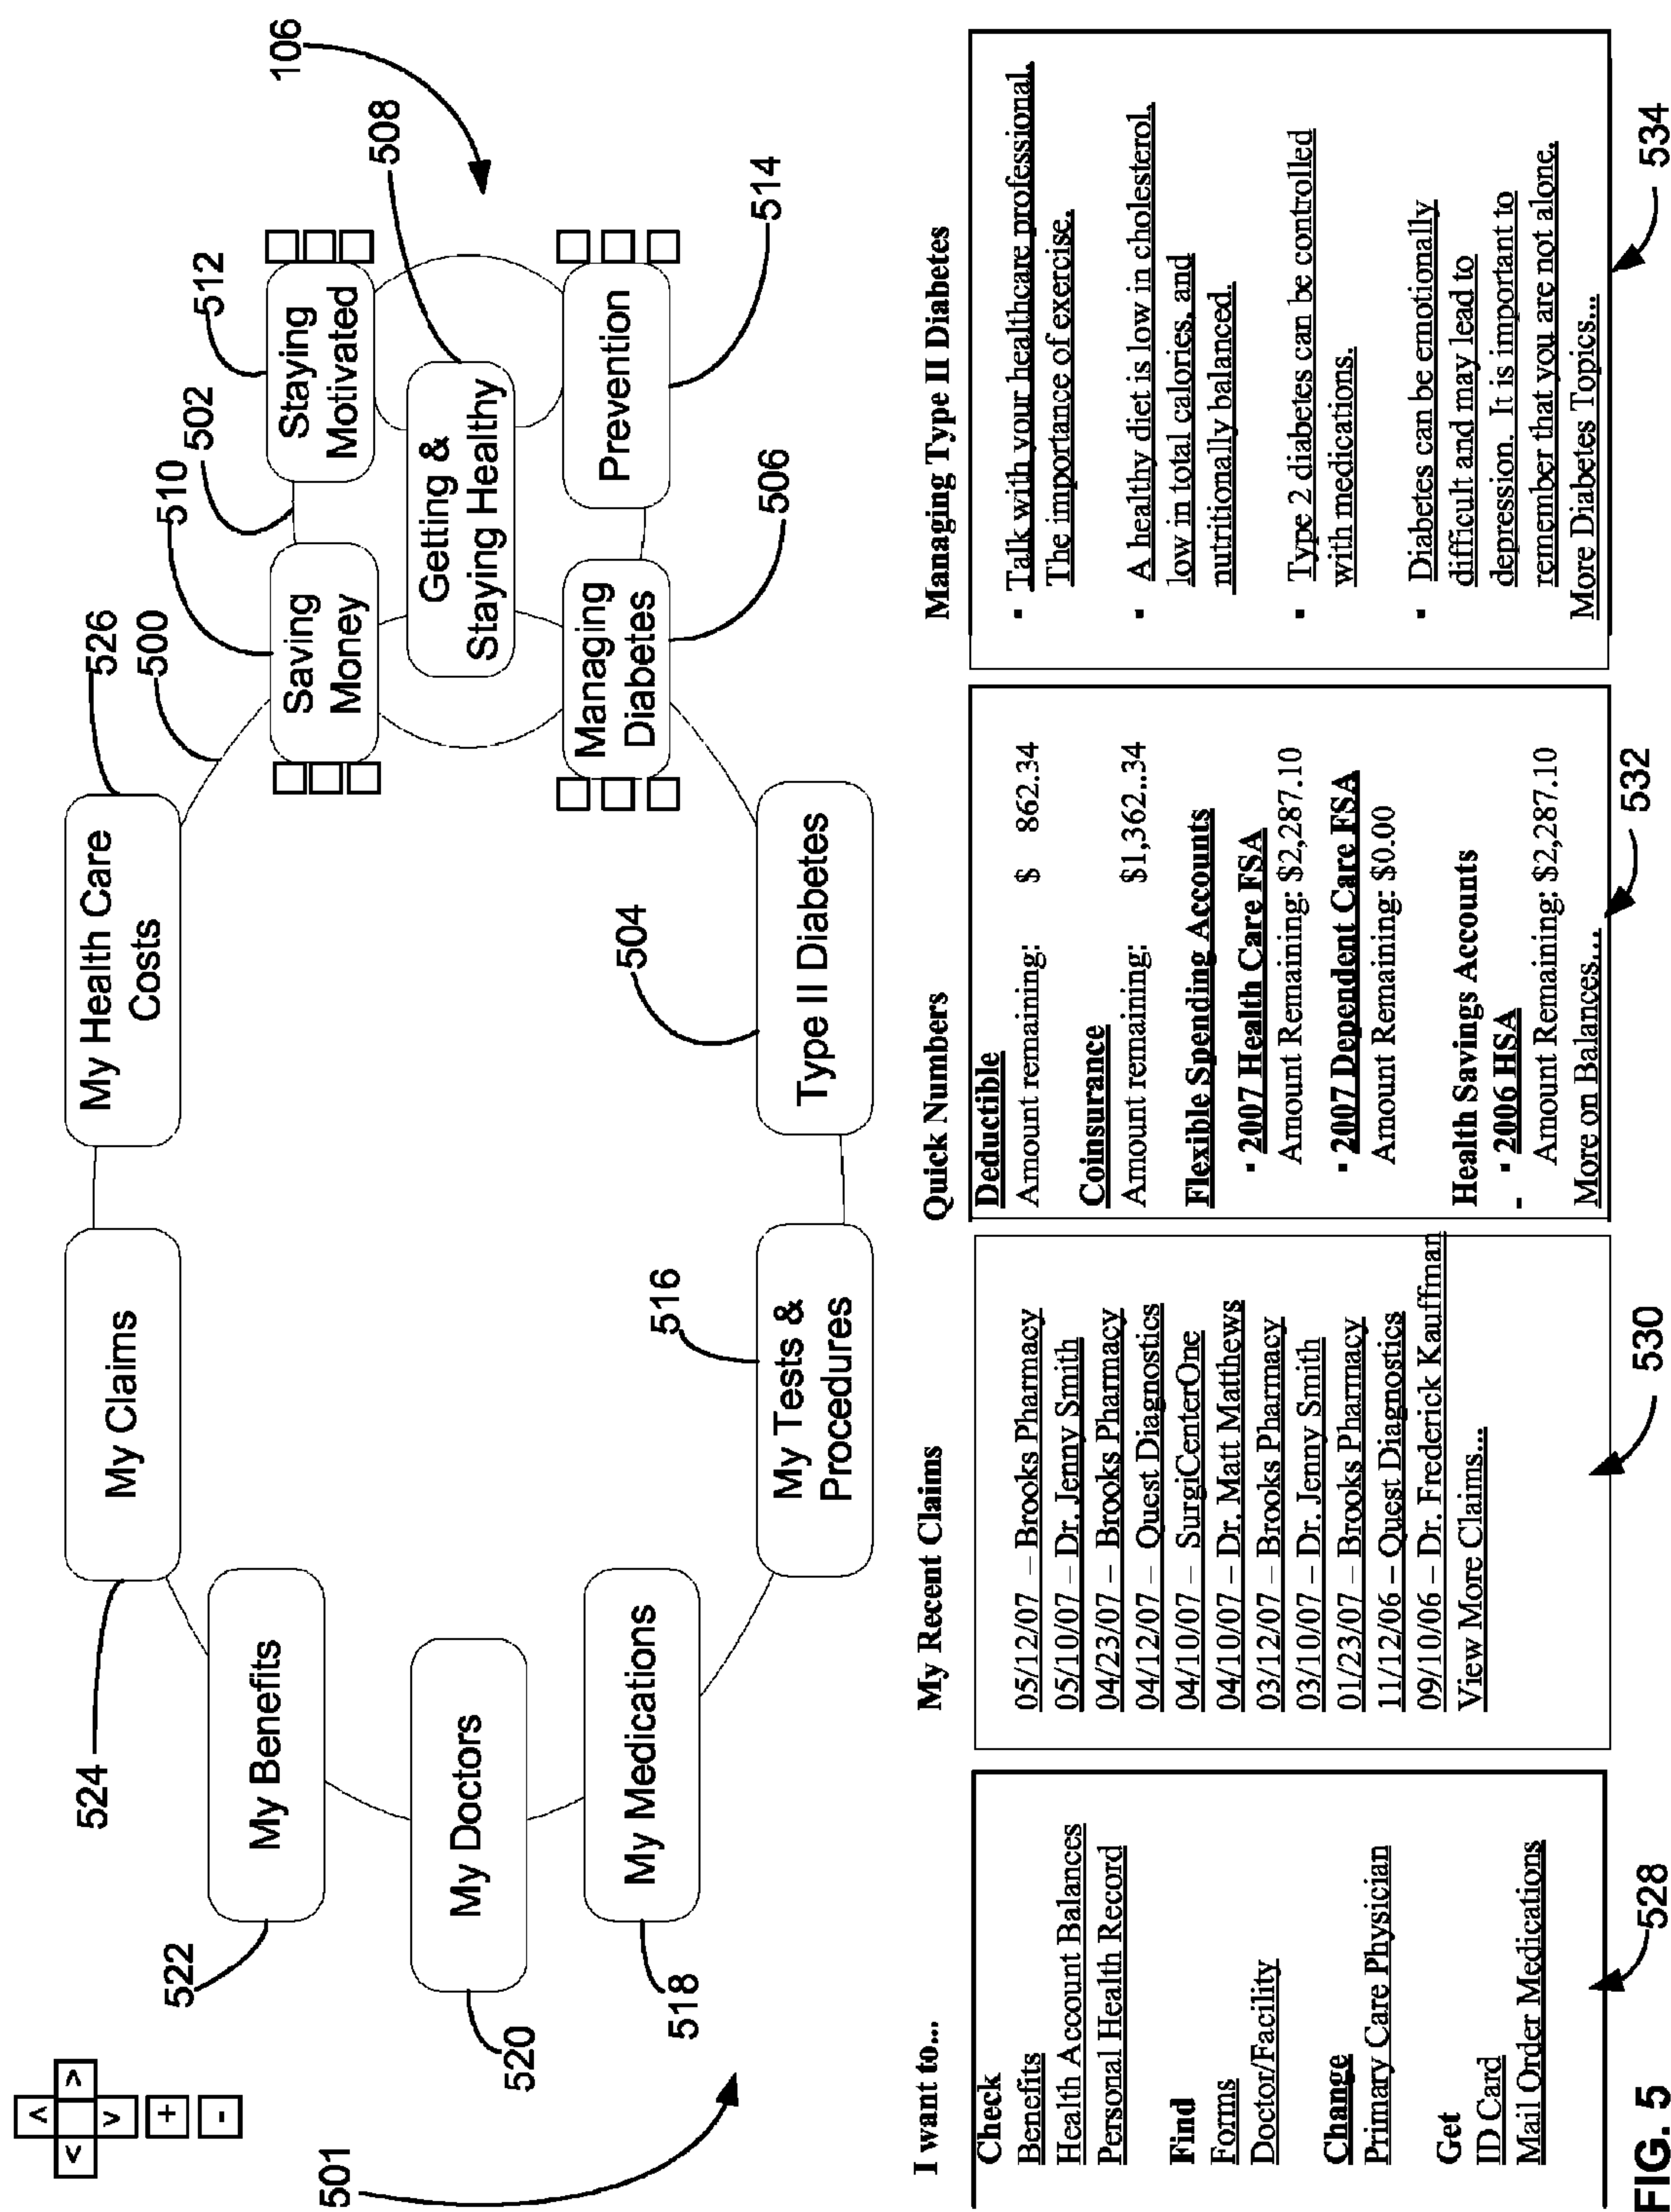 <
^
>
v
+
-
501
520
My Doctors
522
My Benefits
518
My Medications
524
My Claims
516
My Tests &
Procedures
My Health Care
Costs
526
504
Type II Diabetes
500
510
502
Saving
Money
Managing
Diabetes
506
508
Getting &
Staying Healthy
512
Staying
Motivated
Prevention
514
106
I want to...
Check
Benefits
Health Account Balances
Personal Health Record
Find
Forms
Doctor/Facility
Change
Primary Care Physician
Get
ID Card
Mail Order Medications
528
My Recent Claims
05/12/07 – Brooks Pharmacy
05/10/07 – Dr. Jenny Smith
04/23/07 – Brooks Pharmacy
04/12/07 – Quest Diagnostics
04/10/07 – SurgiCenterOne
04/10/07 – Dr. Matt Matthews
03/12/07 – Brooks Pharmacy
03/10/07 – Dr. Jenny Smith
01/23/07 – Brooks Pharmacy
11/12/06 – Quest Diagnostics
09/10/06 – Dr. Frederick Kauffman
View More Claims...
530
Quick Numbers
Deductible
Amount remaining: $ 862.34
Coinsurance
Amount remaining: $1,362..34
Flexible Spending Accounts
▪ 2007 Health Care FSA
Amount Remaining: $2,287.10
▪ 2007 Dependent Care FSA
Amount Remaining: $0.00
Health Savings Accounts
▪ 2006 HSA
Amount Remaining: $2,287.10
More on Balances...
532
Managing Type II Diabetes
▪ Talk with your healthcare professional.
The importance of exercise.
▪ A healthy diet is low in cholesterol,
low in total calories, and
nutritionally balanced.
▪ Type 2 diabetes can be controlled
with medications.
▪ Diabetes can be emotionally
difficult and may lead to
depression. It is important to
remember that you are not alone.
More Diabetes Topics...
534
FIG. 5